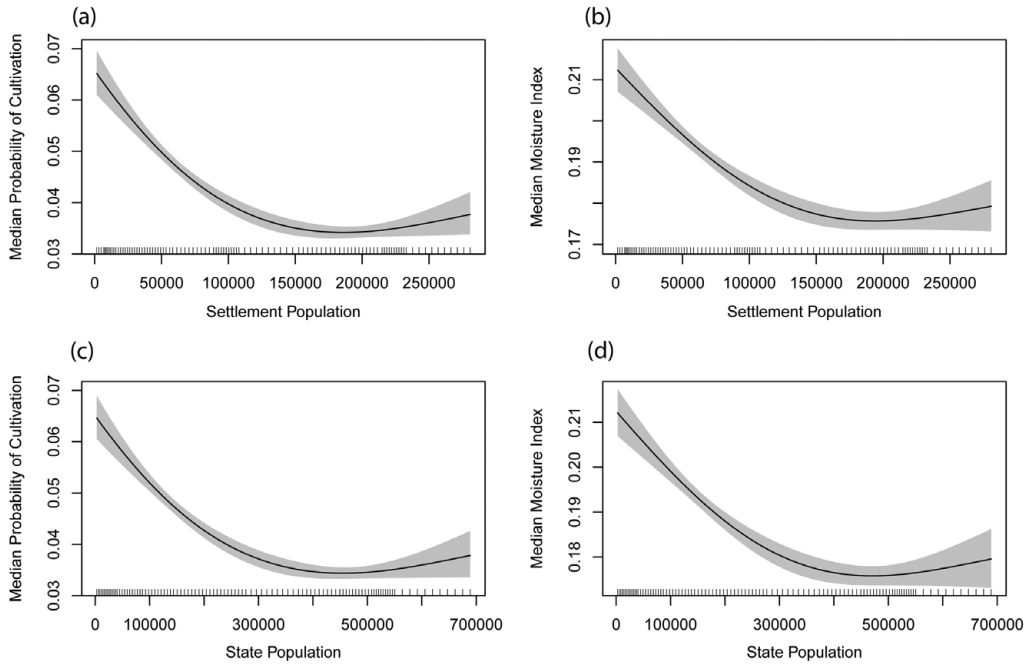 (a)
Median Probability of Cultivation
0.07
0.06
0.05
0.04
0.03
0 50000 100000 150000 200000 250000
Settlement Population
(b)
Median Moisture Index
0.21
0.19
0.17
0 50000 100000 150000 200000 250000
Settlement Population
(c)
Median Probability of Cultivation
0.07
0.06
0.05
0.04
0.03
0 100000 300000 500000 700000
State Population
(d)
Median Moisture Index
0.21
0.20
0.19
0.18
0 100000 300000 500000 700000
State Population